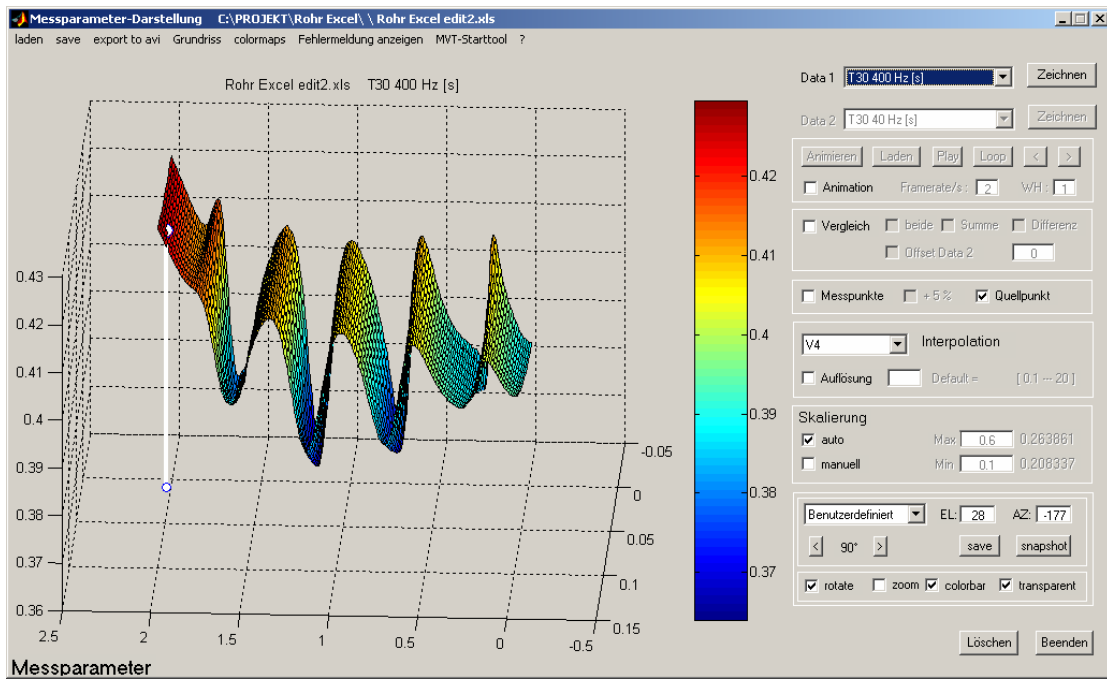 Messparameter-Darstellung C:\PROJEKT\Rohr Excel\ \ Rohr Excel edit2.xls
laden save export to avi Grundriss colormaps Fehlermeldung anzeigen MVT-Starttool ?
Rohr Excel edit2.xls T30 400 Hz [s]
0.43
0.42
0.41
0.4
0.39
0.38
0.37
0.36
2.5
2
1.5
1
0.5
0
-0.5
-0.05
0
0.05
0.1
0.15
Messparameter
0.42
0.41
0.4
0.39
0.38
0.37
Data 1 T30 400 Hz [s] Zeichnen
Data 2 T30 40 Hz [s] Zeichnen
Animieren Laden Play Loop < >
Animation Framerate/s : 2 WH : 1
Vergleich beide Summe Differenz
Offset Data 2 0
Messpunkte + 5 % Quellpunkt
V4 Interpolation
Auflösung Default = [ 0.1 --- 20 ]
Skalierung
auto Max 0.6 0.263861
manuell Min 0.1 0.208337
Benutzerdefiniert EL: 28 AZ: -177
< 90° > save snapshot
rotate zoom colorbar transparent
Löschen Beenden